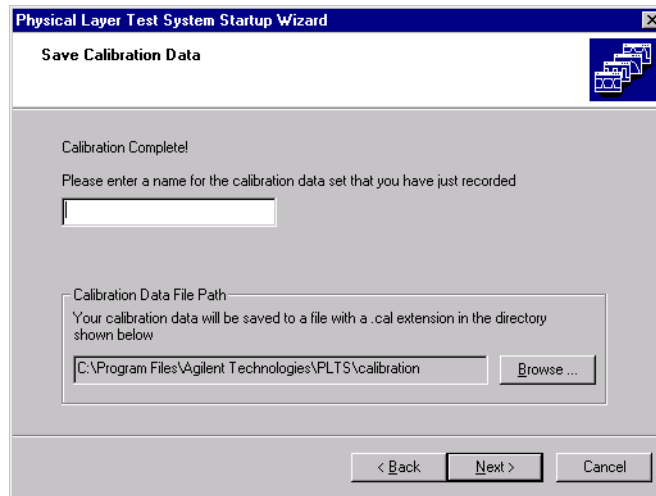 Physical Layer Test System Startup Wizard
Save Calibration Data
Calibration Complete!
Please enter a name for the calibration data set that you have just recorded
Calibration Data File Path
Your calibration data will be saved to a file with a .cal extension in the directory
shown below
C:\Program Files\Agilent Technologies\PLTS\calibration
Browse ...
< Back
Next >
Cancel